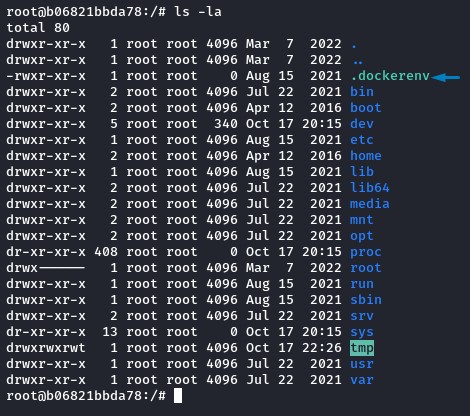 root@b06821bbda78:/# ls -la
total 80
drwxr-xr-x   1 root root 4096 Mar  7  2022 .
drwxr-xr-x   1 root root 4096 Mar  7  2022 ..
-rwxr-xr-x   1 root root    0 Aug 15  2021 .dockerenv
drwxr-xr-x   2 root root 4096 Jul 22  2021 bin
drwxr-xr-x   2 root root 4096 Apr 12  2016 boot
drwxr-xr-x   5 root root  340 Oct 17 20:15 dev
drwxr-xr-x   1 root root 4096 Aug 15  2021 etc
drwxr-xr-x   2 root root 4096 Apr 12  2016 home
drwxr-xr-x   1 root root 4096 Aug 15  2021 lib
drwxr-xr-x   2 root root 4096 Jul 22  2021 lib64
drwxr-xr-x   2 root root 4096 Jul 22  2021 media
drwxr-xr-x   2 root root 4096 Jul 22  2021 mnt
drwxr-xr-x   2 root root 4096 Jul 22  2021 opt
dr-xr-xr-x 408 root root    0 Oct 17 20:15 proc
drwx------   1 root root 4096 Mar  7  2022 root
drwxr-xr-x   1 root root 4096 Aug 15  2021 run
drwxr-xr-x   1 root root 4096 Aug 15  2021 sbin
drwxr-xr-x   2 root root 4096 Jul 22  2021 srv
dr-xr-xr-x  13 root root    0 Oct 17 20:15 sys
drwxrwxrwt   1 root root 4096 Oct 17 22:26 tmp
drwxr-xr-x   1 root root 4096 Jul 22  2021 usr
drwxr-xr-x   1 root root 4096 Jul 22  2021 var
root@b06821bbda78:/#